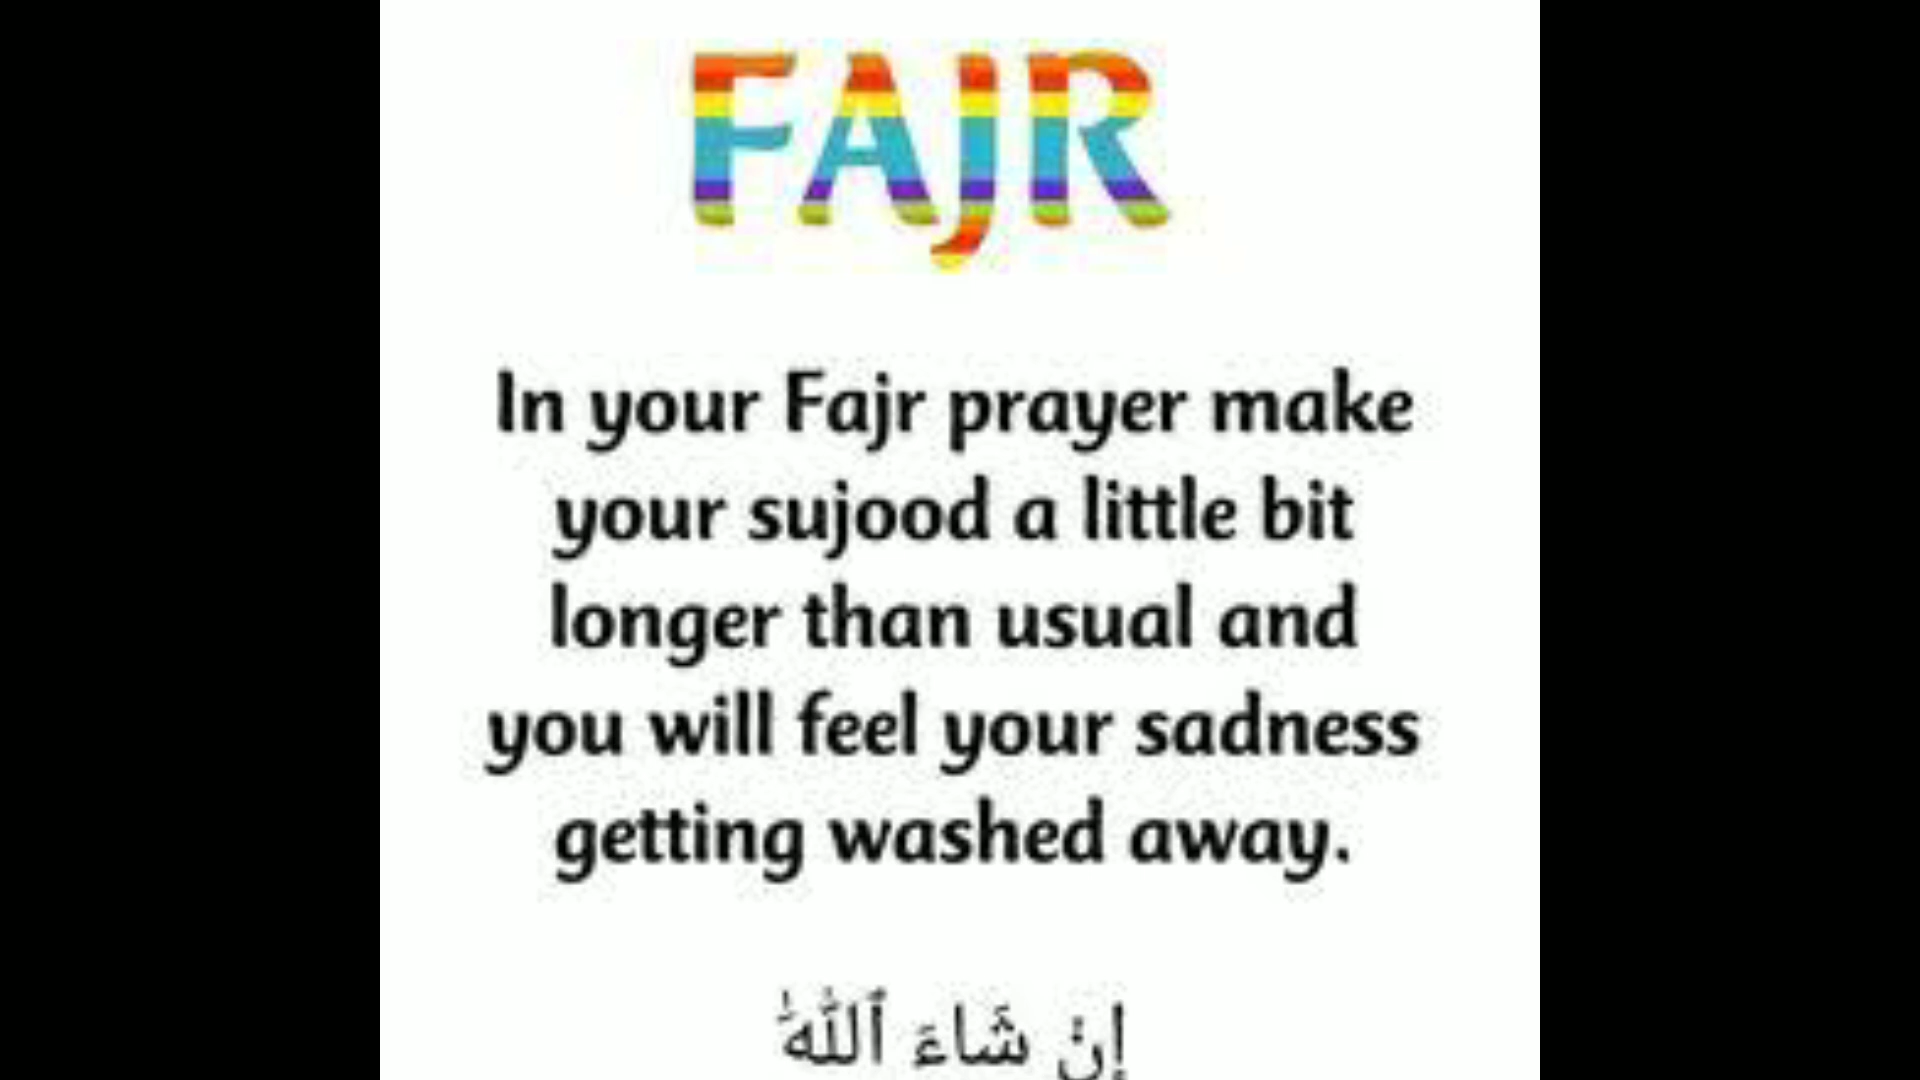 FAJR
In your Fajr prayer make
your sujood a little bit
longer than usual and
you will feel your sadness
getting washed away.
إِنْ شَاءَ ٱللَّٰهَ